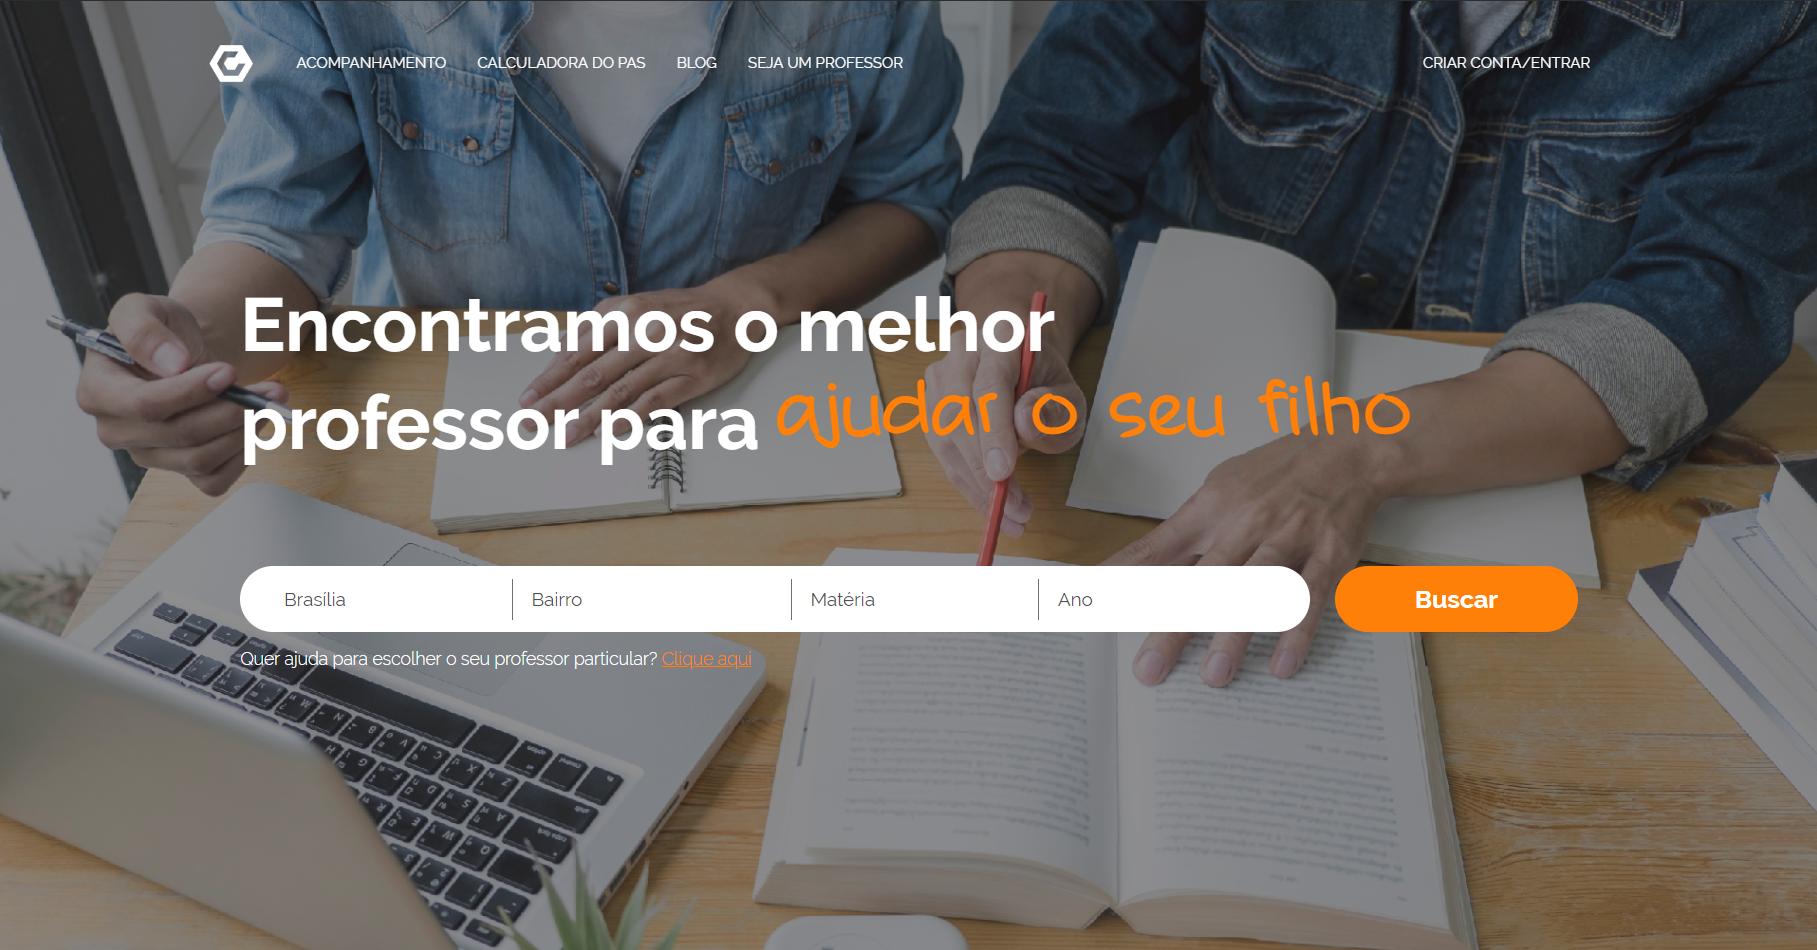 ACOMPANHAMENTO CALCULADORA DO PAS BLOG SEJA UM PROFESSOR CRIAR CONTA/ENTRAR
Encontramos o melhor
professor para ajudar o seu filho
Brasília Bairro Matéria Ano Buscar
Quer ajuda para escolher o seu professor particular? Clique aqui